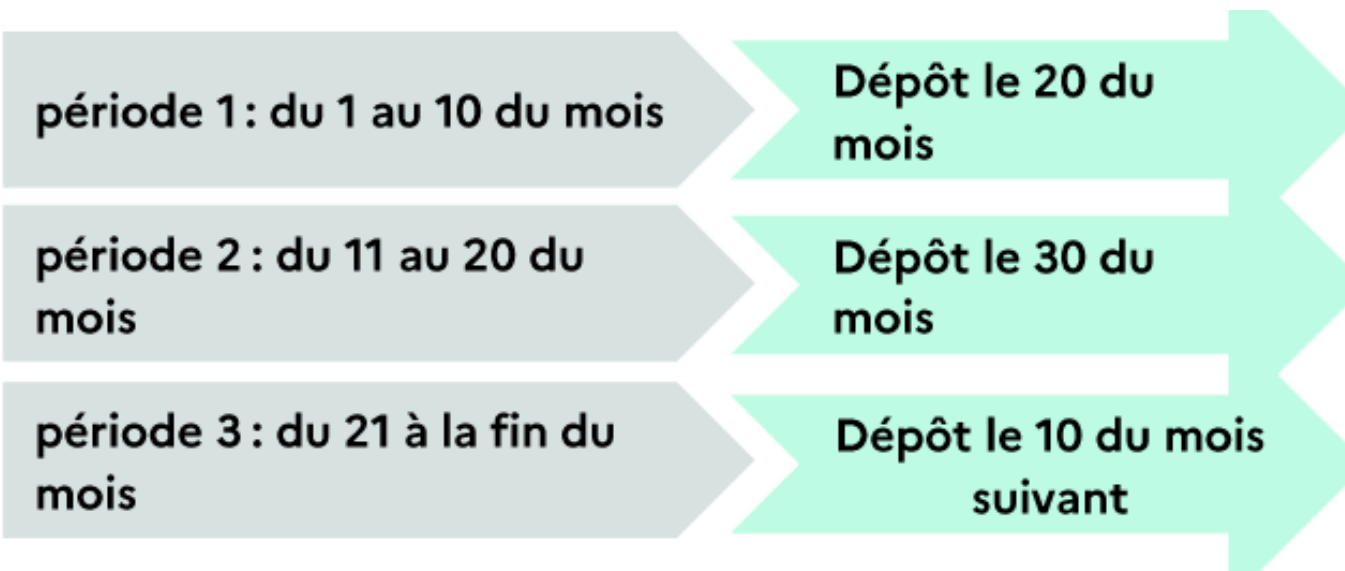 période 1 : du 1 au 10 du mois
Dépôt le 20 du
mois
période 2 : du 11 au 20 du
mois
Dépôt le 30 du
mois
période 3 : du 21 à la fin du
mois
Dépôt le 10 du mois
suivant